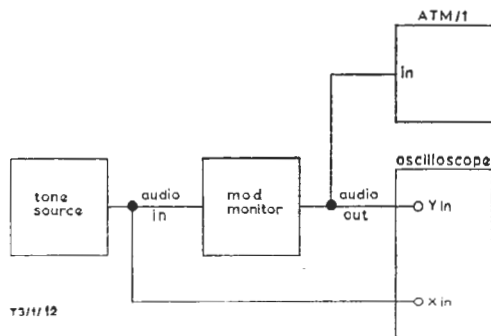 ATM/1
in
oscilloscope
tone
source
audio
in
mod
monitor
audio
out
Y in
X in
T3/1/12